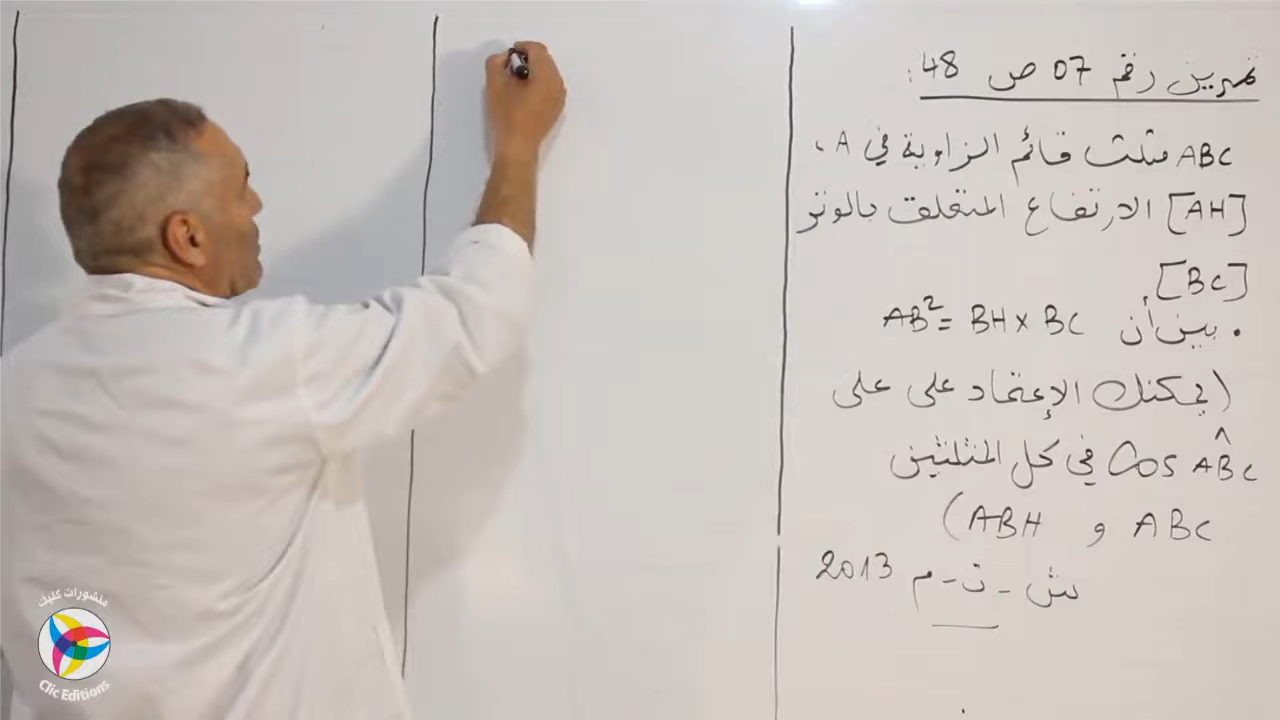 تمرين رقم 07 ص 48:
ABC مثلث قائم الزاوية في A،
[AH] الارتفاع المتعلق بالوتر
[BC]
• بين أن AB² = BH × BC
(يمكنك الإعتماد على على
Cos AB̂C في كل المثلثين
ABC و ABH)
ش - ت - م 2013
منشورات كليك
Clic Editions